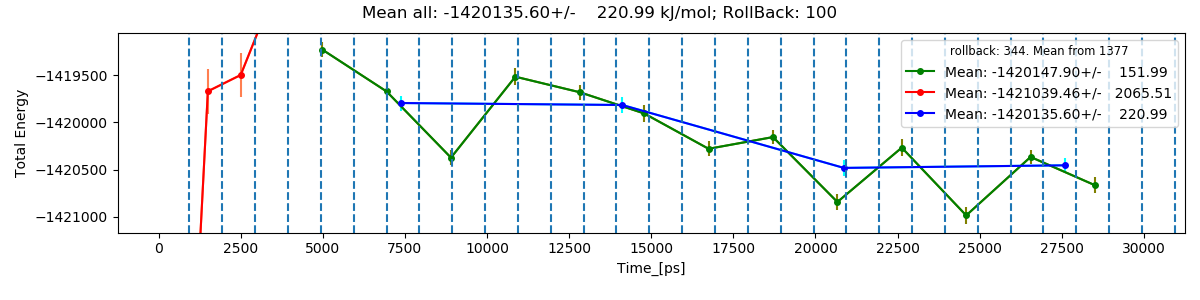 Mean all: -1420135.60+/-    220.99 kJ/mol; RollBack: 100
rollback: 344. Mean from 1377
Mean: -1420147.90+/-    151.99
Mean: -1421039.46+/-   2065.51
Mean: -1420135.60+/-    220.99
Total Energy
−1419500
−1420000
−1420500
−1421000
0 2500 5000 7500 10000 12500 15000 17500 20000 22500 25000 27500 30000
Time_[ps]